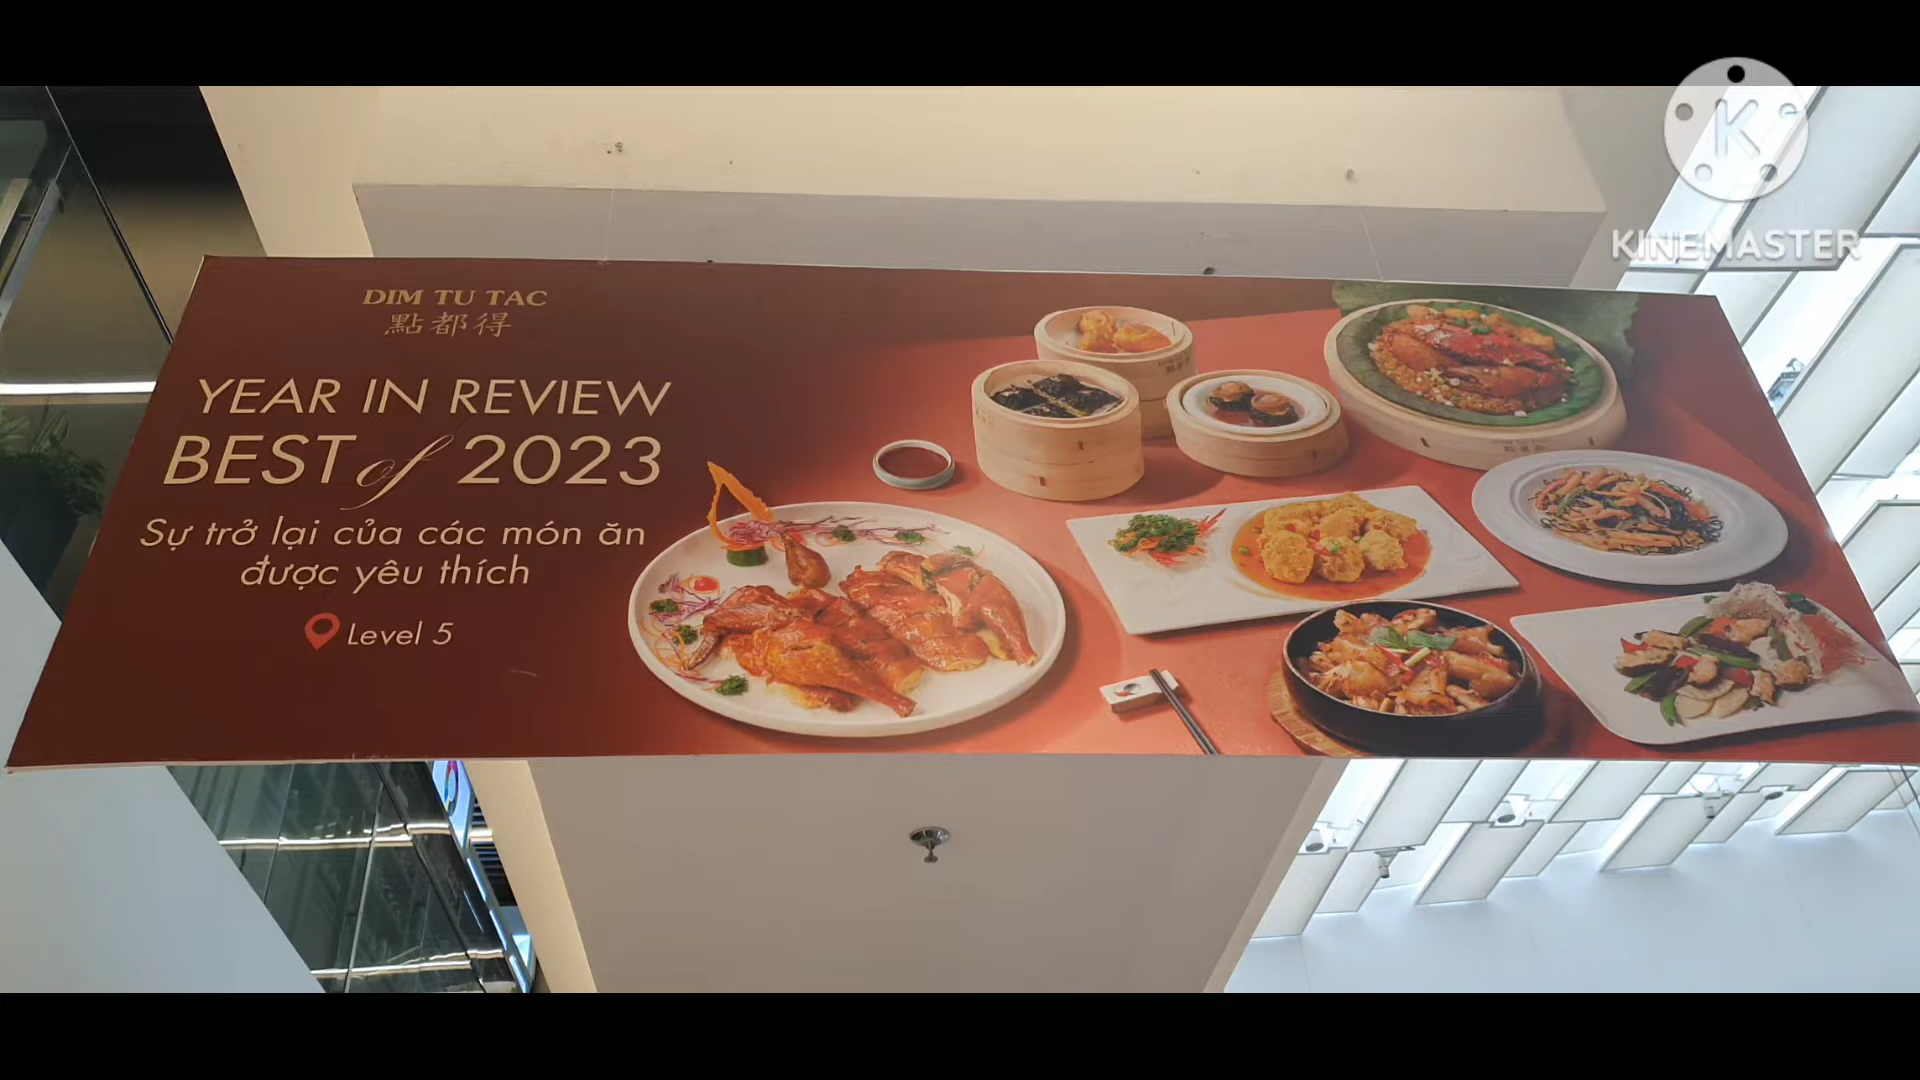 DIM TU TAC
點都得
YEAR IN REVIEW
BEST of 2023
Sự trở lại của các món ăn
được yêu thích
Level 5
K
KINEMASTER